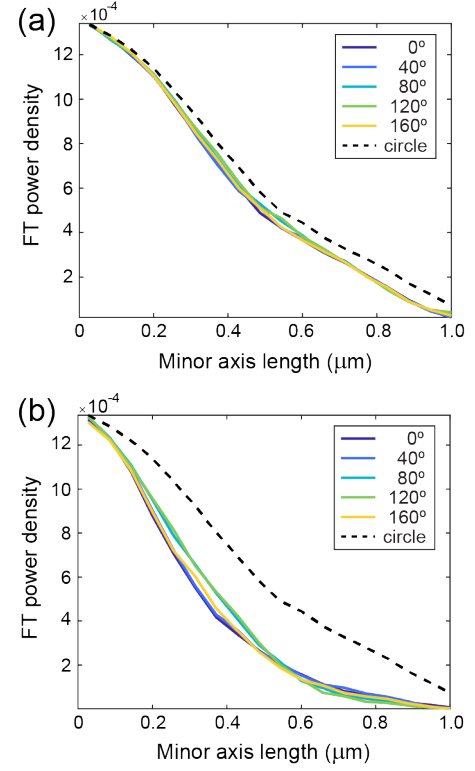 (a)
×10⁻⁴
12
10
8
6
4
2
0
0.2
0.4
0.6
0.8
1.0
FT power density
Minor axis length (μm)
0º
40º
80º
120º
160º
circle
(b)
×10⁻⁴
12
10
8
6
4
2
0
0.2
0.4
0.6
0.8
1.0
FT power density
Minor axis length (μm)
0º
40º
80º
120º
160º
circle